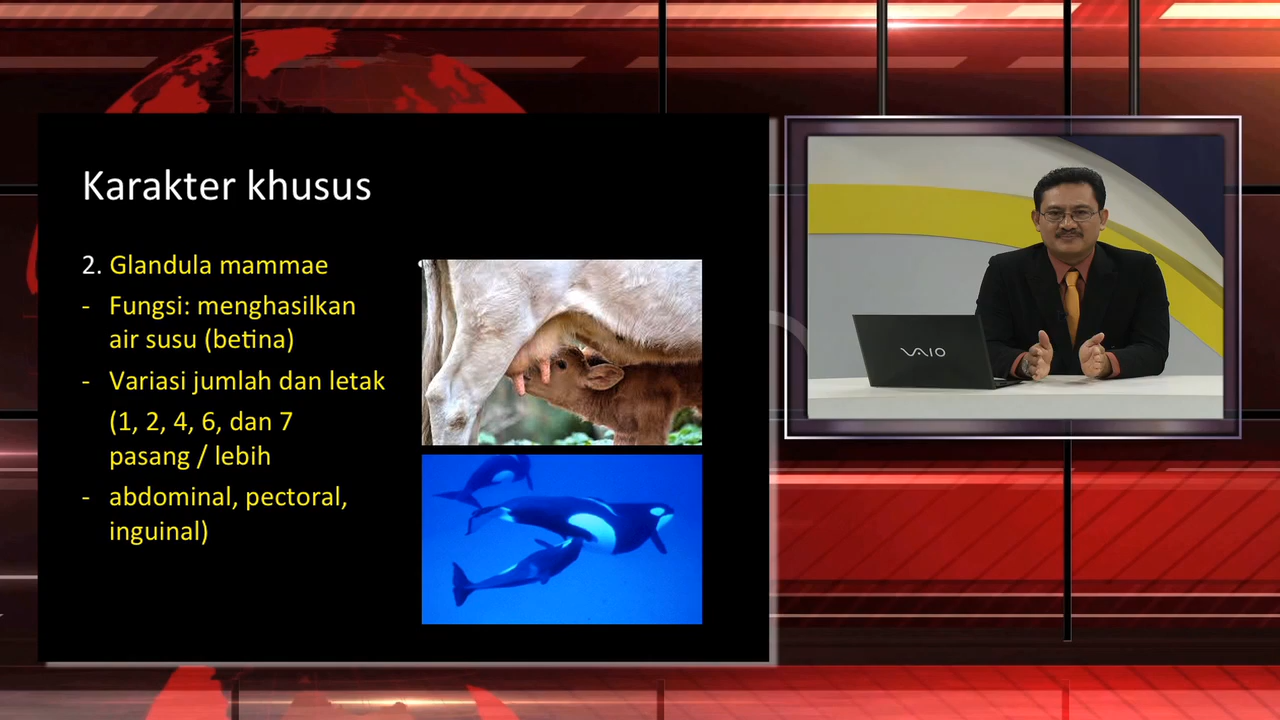 Karakter khusus
2. Glandula mammae
- Fungsi: menghasilkan
air susu (betina)
- Variasi jumlah dan letak
(1, 2, 4, 6, dan 7
pasang / lebih
- abdominal, pectoral,
inguinal)
VAIO